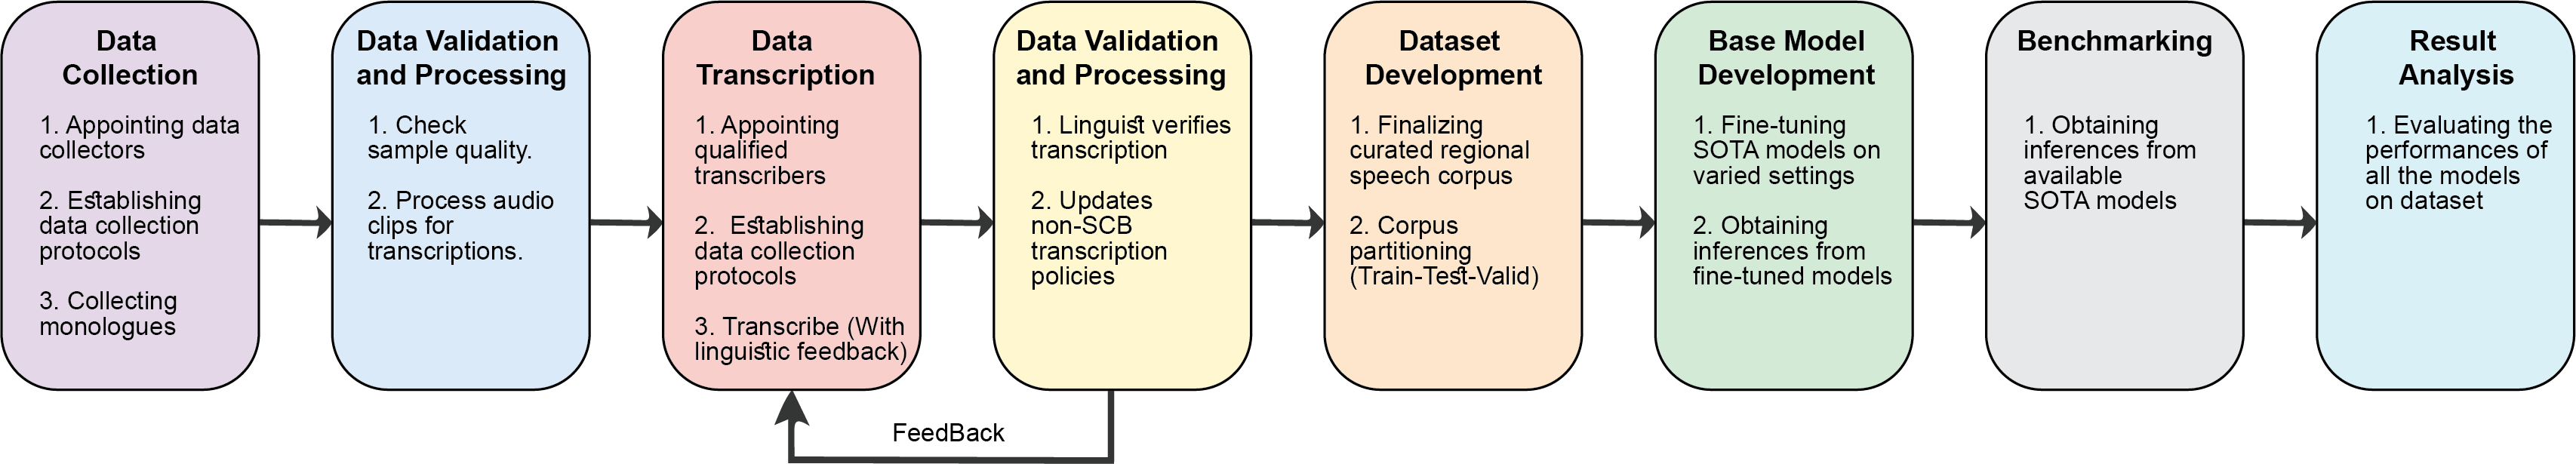 Data
Collection
1. Appointing data
collectors
2. Establishing
data collection
protocols
3. Collecting
monologues
Data Validation
and Processing
1. Check
sample quality.
2. Process audio
clips for
transcriptions.
Data
Transcription
1. Appointing
qualified
transcribers
2. Establishing
data collection
protocols
3. Transcribe (With
linguistic feedback)
Data Validation
and Processing
1. Linguist verifies
transcription
2. Updates
non-SCB
transcription
policies
FeedBack
Dataset
Development
1. Finalizing
curated regional
speech corpus
2. Corpus
partitioning
(Train-Test-Valid)
Base Model
Development
1. Fine-tuning
SOTA models on
varied settings
2. Obtaining
inferences from
fine-tuned models
Benchmarking
1. Obtaining
inferences from
available
SOTA models
Result
Analysis
1. Evaluating the
performances of
all the models
on dataset